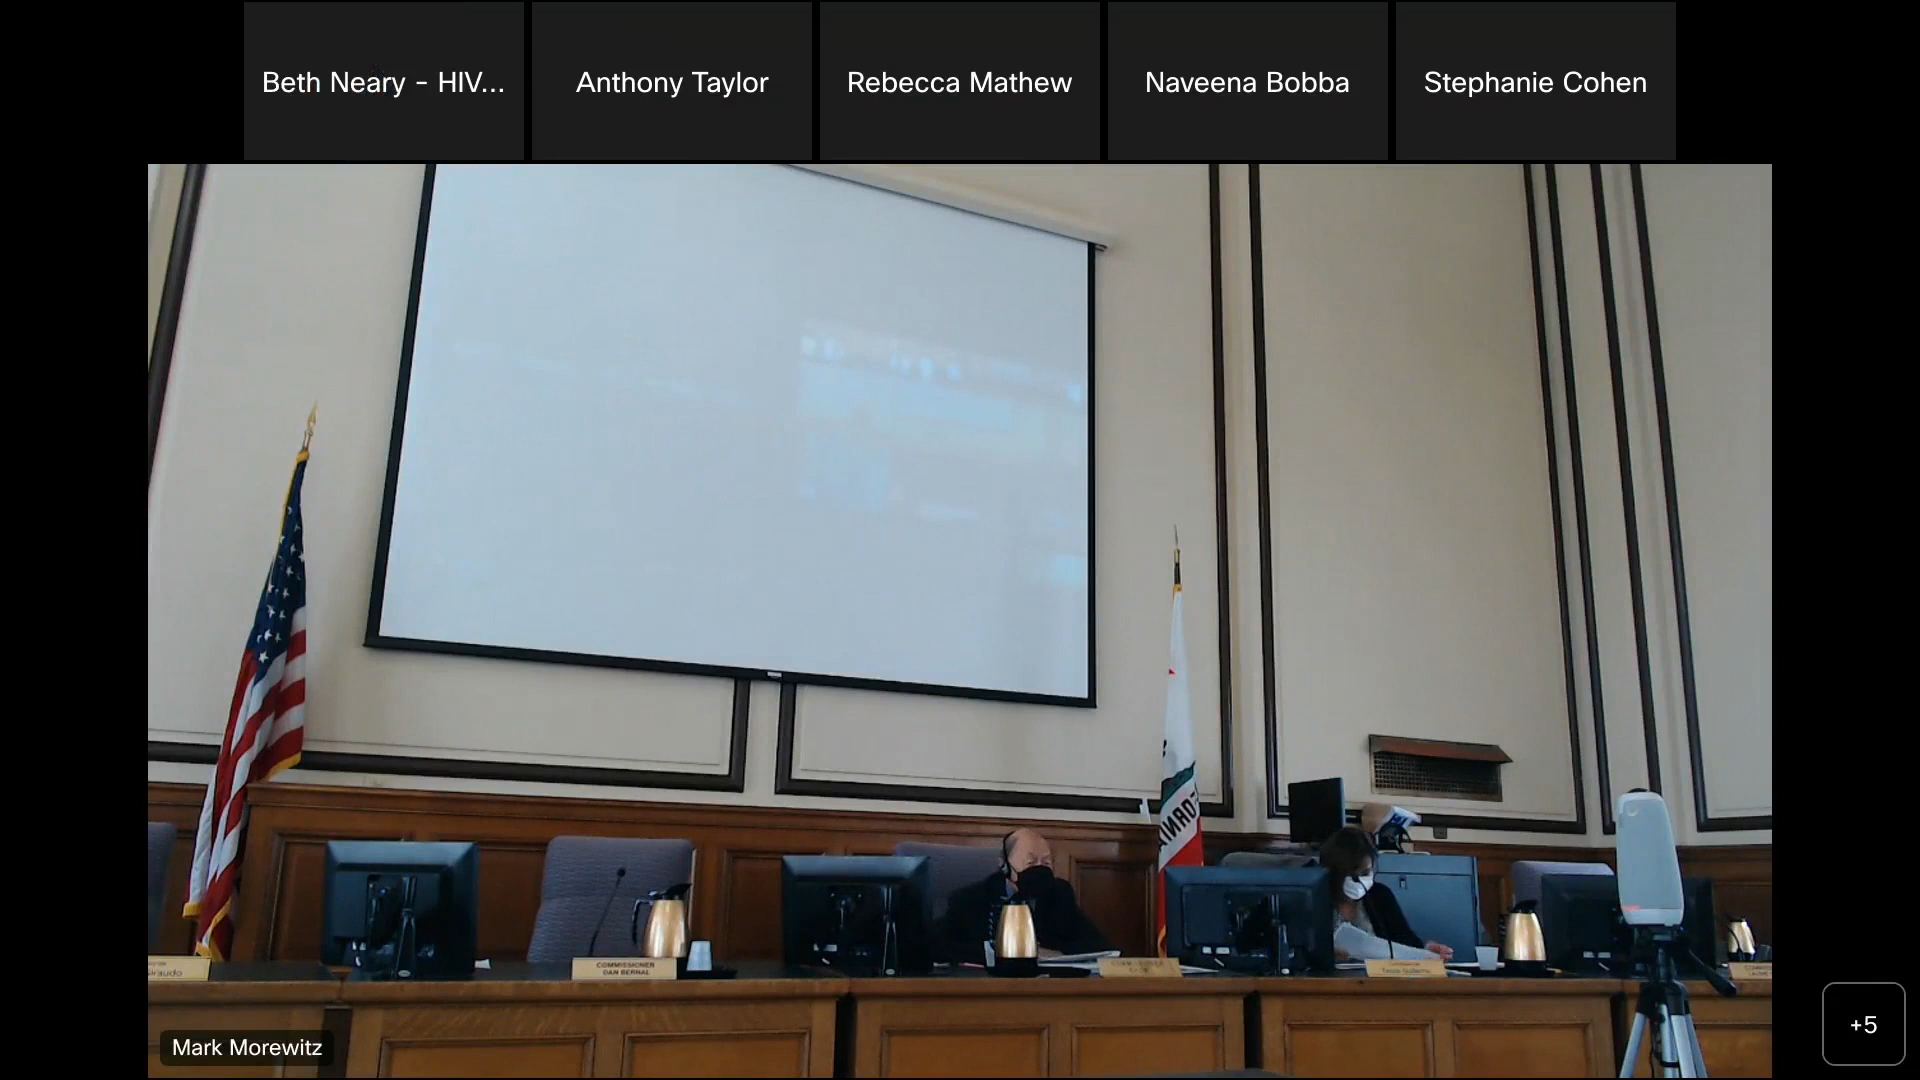 Beth Neary - HIV...
Anthony Taylor
Rebecca Mathew
Naveena Bobba
Stephanie Cohen
COMMISSIONER
DAN BERNAL
Mark Morewitz
+5